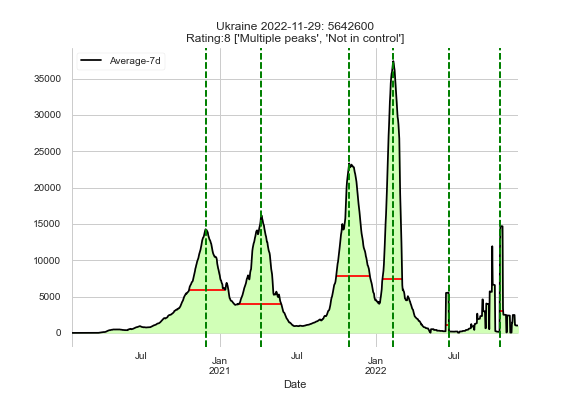 Ukraine 2022-11-29: 5642600
Rating:8 ['Multiple peaks', 'Not in control']
Average-7d
35000
30000
25000
20000
15000
10000
5000
0
Jul
Jan
2021
Jul
Jan
2022
Jul
Date